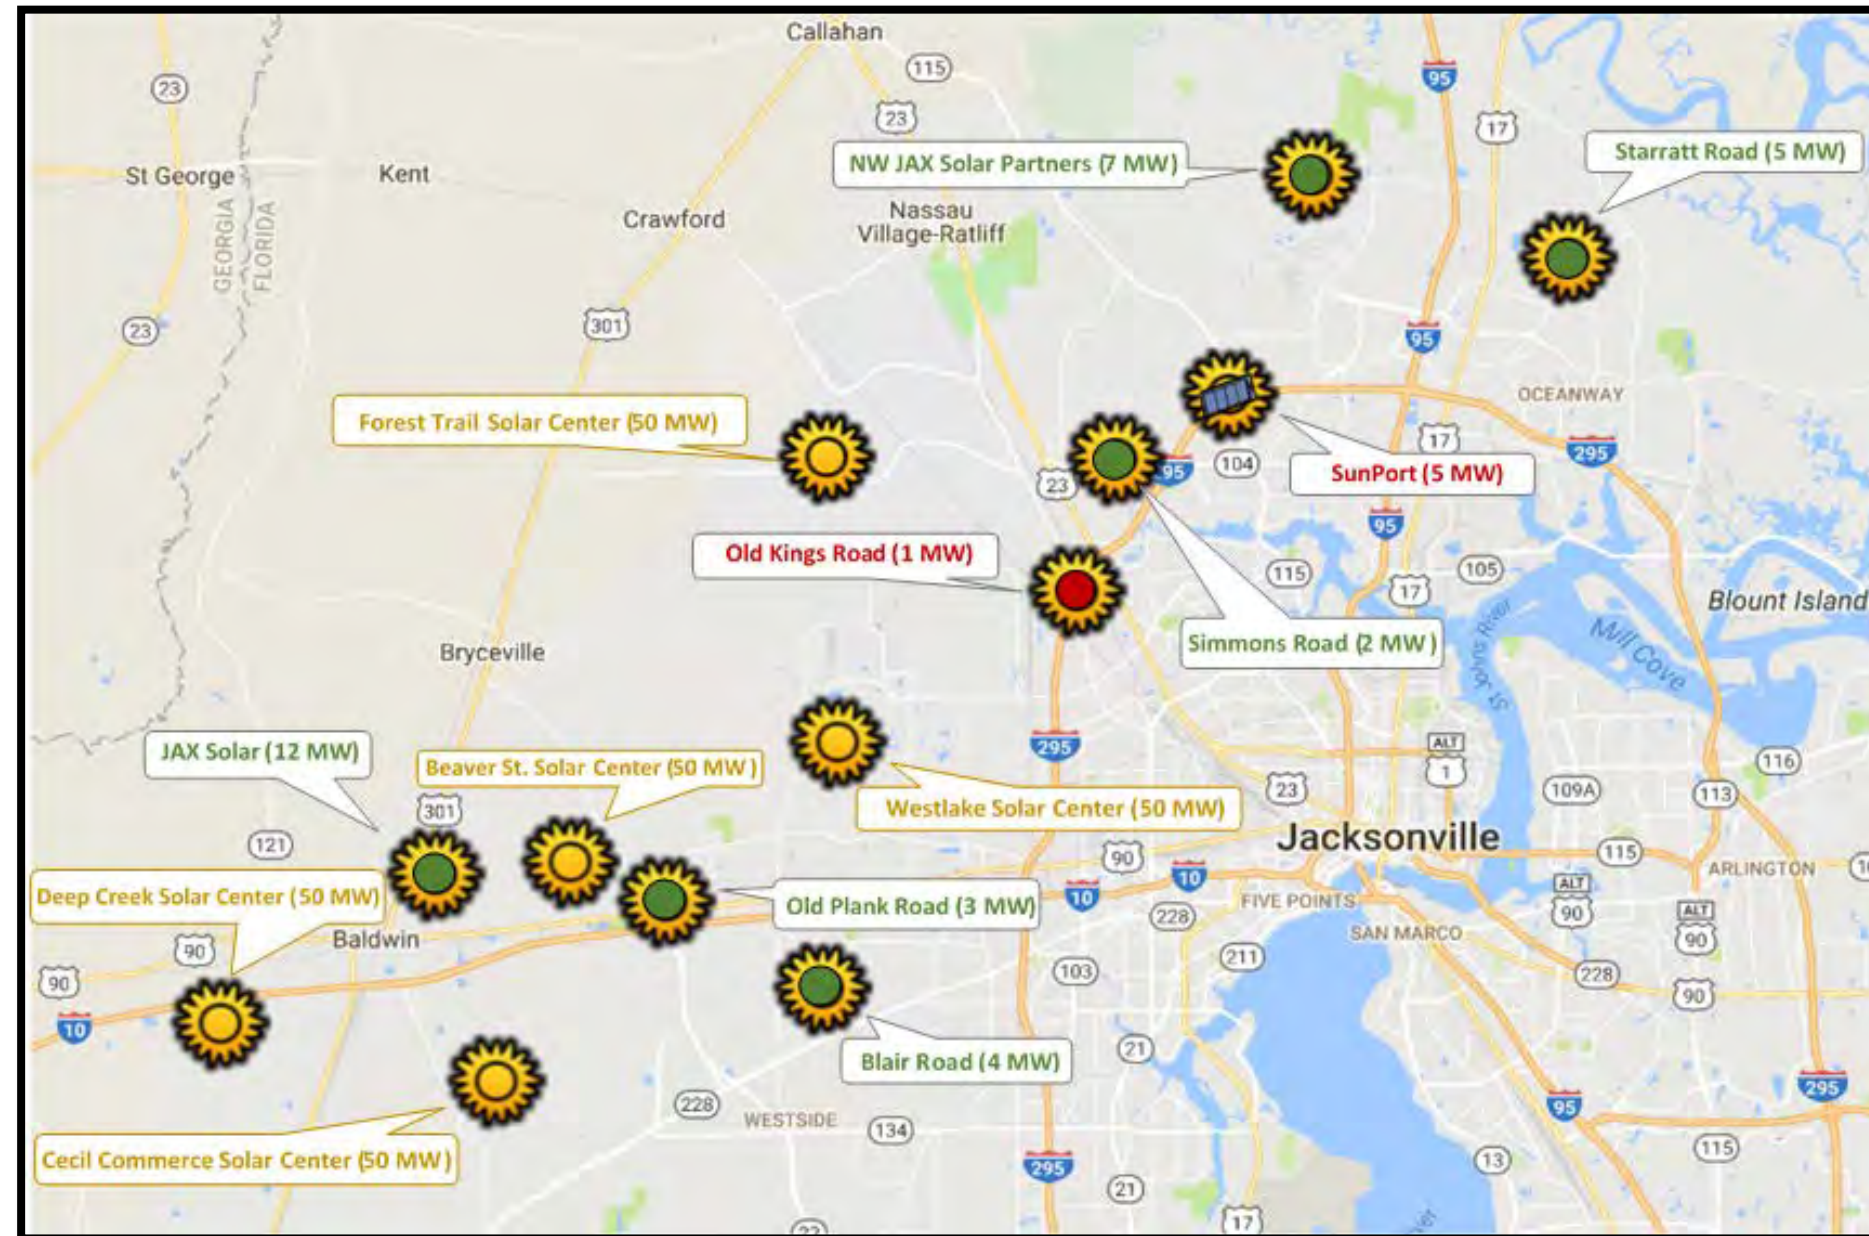 Callahan
115
23
95
23
17
NW JAX Solar Partners (7 MW)
Starratt Road (5 MW)
St George
Kent
GEORGIA
FLORIDA
Crawford
Nassau
Village-Ratliff
23
301
95
Forest Trail Solar Center (50 MW)
OCEANWAY
17
295
104
95
23
SunPort (5 MW)
95
Old Kings Road (1 MW)
115
105
17
Blount Island
Simmons Road (2 MW)
St Johns River
Mill Cove
Bryceville
JAX Solar (12 MW)
Beaver St. Solar Center (50 MW)
295
ALT
1
116
Westlake Solar Center (50 MW)
23
109A
113
301
121
Jacksonville
90
115
ARLINGTON
10
Deep Creek Solar Center (50 MW)
Old Plank Road (3 MW)
10
10
FIVE POINTS
ALT
90
ALT
90
228
SAN MARCO
Baldwin
90
90
103
211
228
90
10
21
Blair Road (4 MW)
295
95
228
WESTSIDE
134
115
Cecil Commerce Solar Center (50 MW)
295
13
21
17